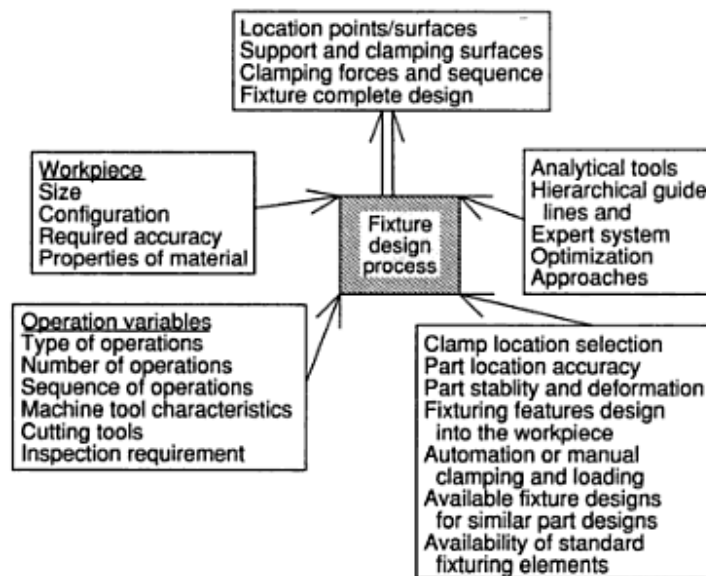 Location points/surfaces
Support and clamping surfaces
Clamping forces and sequence
Fixture complete design
Workpiece
Size
Configuration
Required accuracy
Properties of material
Fixture
design
process
Analytical tools
Hierarchical guide
lines and
Expert system
Optimization
Approaches
Operation variables
Type of operations
Number of operations
Sequence of operations
Machine tool characteristics
Cutting tools
Inspection requirement
Clamp location selection
Part location accuracy
Part stablity and deformation
Fixturing features design
into the workpiece
Automation or manual
clamping and loading
Available fixture designs
for similar part designs
Availability of standard
fixturing elements